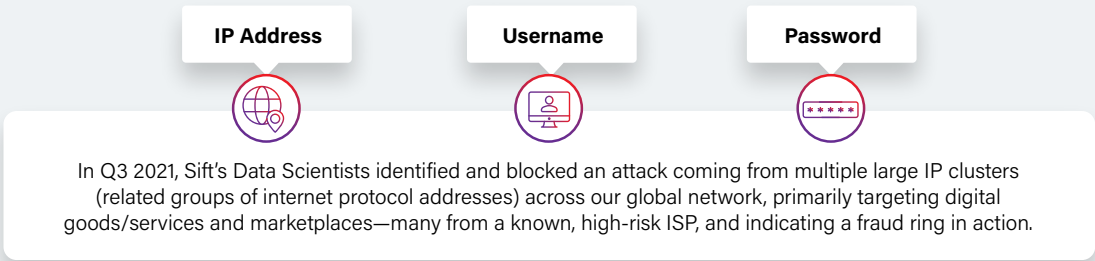 IP Address
Username
Password
*****
In Q3 2021, Sift's Data Scientists identified and blocked an attack coming from multiple large IP clusters
(related groups of internet protocol addresses) across our global network, primarily targeting digital
goods/services and marketplaces—many from a known, high-risk ISP, and indicating a fraud ring in action.